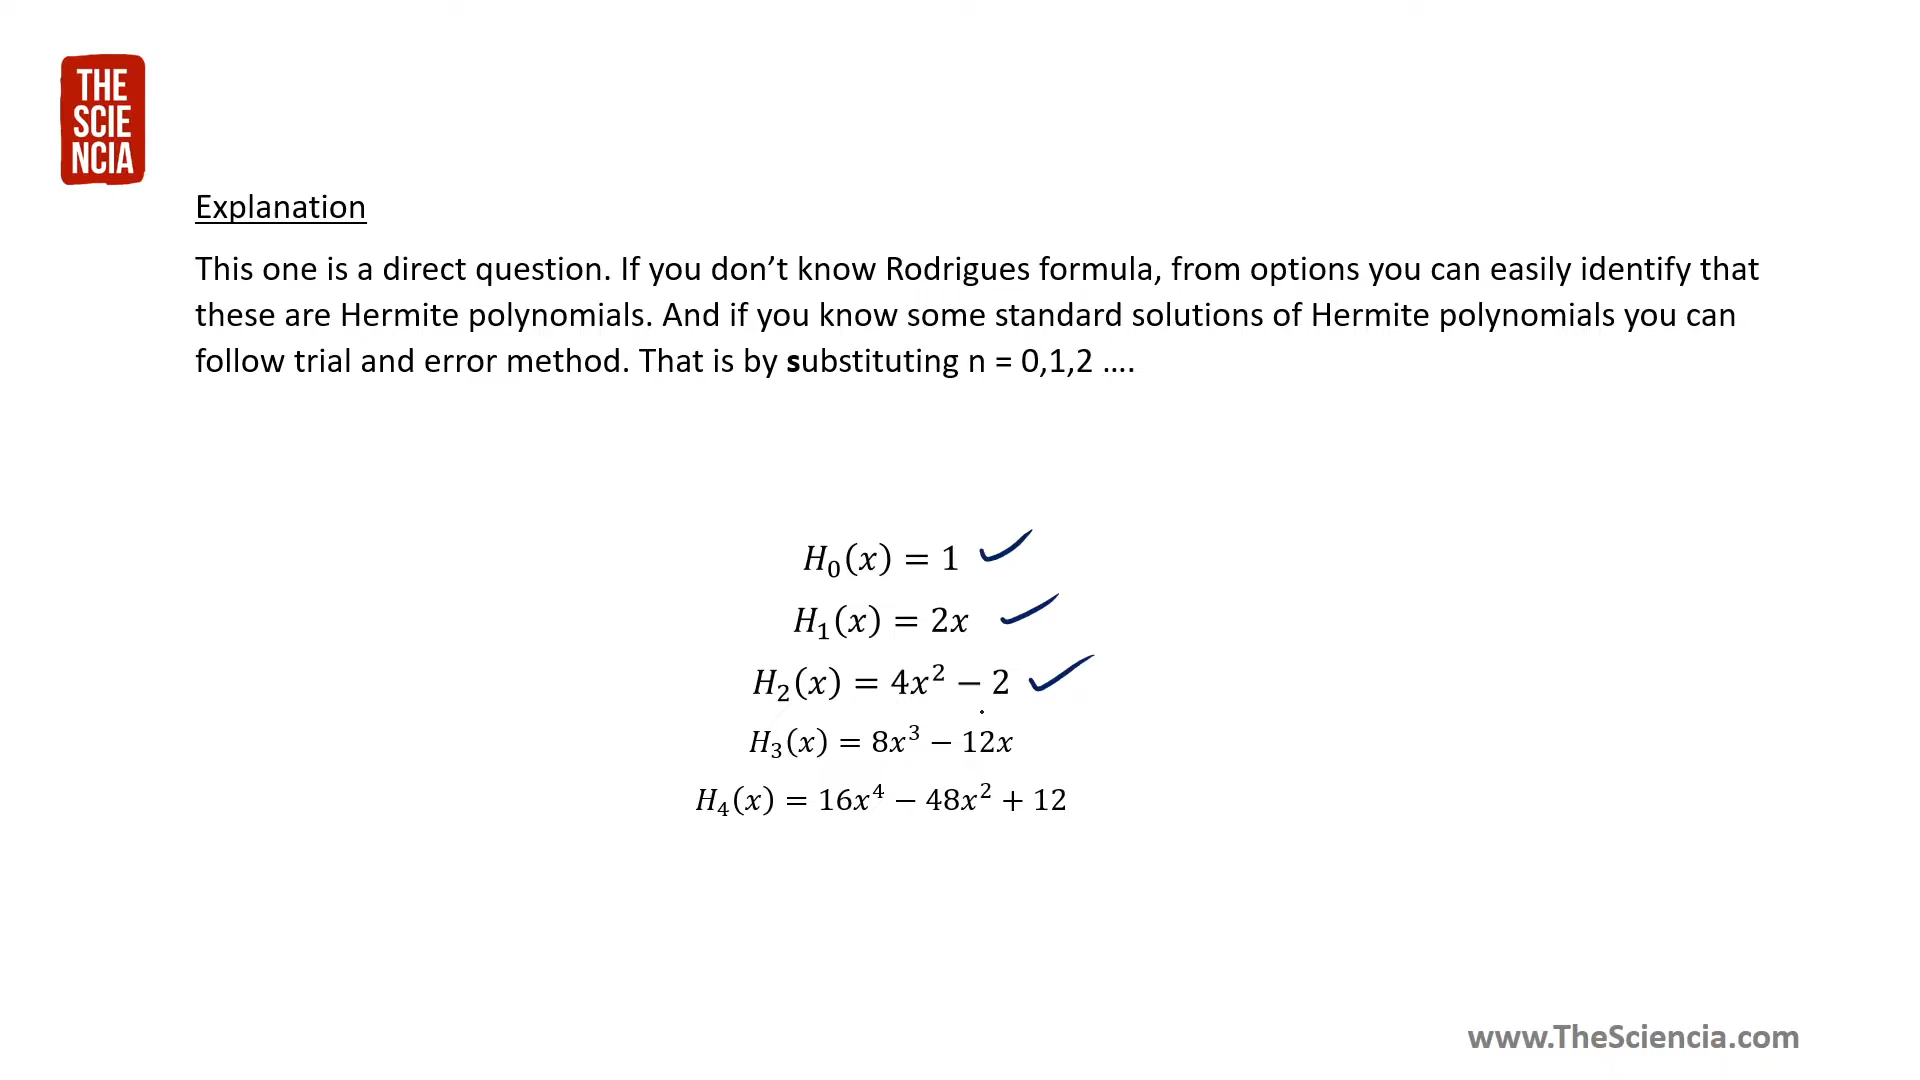 THE
SCIE
NCIA
Explanation
This one is a direct question. If you don’t know Rodrigues formula, from options you can easily identify that
these are Hermite polynomials. And if you know some standard solutions of Hermite polynomials you can
follow trial and error method. That is by substituting n = 0,1,2 ….
H₀(x) = 1
H₁(x) = 2x
H₂(x) = 4x² − 2
H₃(x) = 8x³ − 12x
H₄(x) = 16x⁴ − 48x² + 12
www.TheSciencia.com